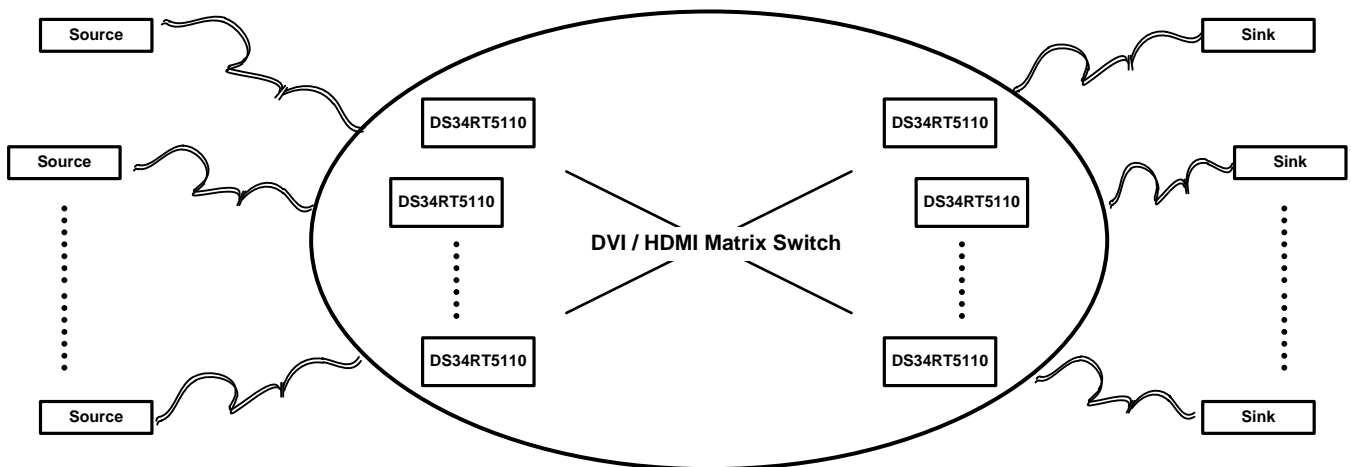 Source
Sink
DS34RT5110
DS34RT5110
Source
Sink
DS34RT5110
DS34RT5110
DVI / HDMI Matrix Switch
DS34RT5110
DS34RT5110
Source
Sink